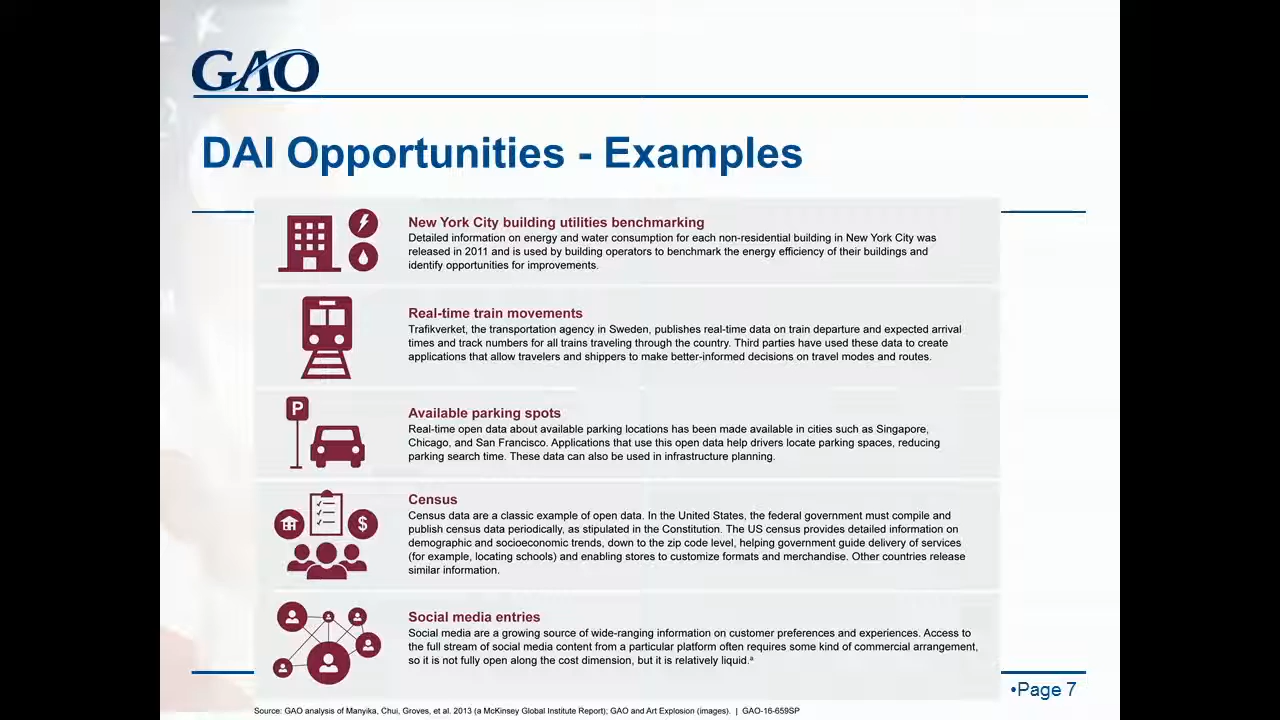 GAO
DAI Opportunities - Examples
New York City building utilities benchmarking
Detailed information on energy and water consumption for each non-residential building in New York City was
released in 2011 and is used by building operators to benchmark the energy efficiency of their buildings and
identify opportunities for improvements.
Real-time train movements
Trafikverket, the transportation agency in Sweden, publishes real-time data on train departure and expected arrival
times and track numbers for all trains traveling through the country. Third parties have used these data to create
applications that allow travelers and shippers to make better-informed decisions on travel modes and routes.
P
Available parking spots
Real-time open data about available parking locations has been made available in cities such as Singapore,
Chicago, and San Francisco. Applications that use this open data help drivers locate parking spaces, reducing
parking search time. These data can also be used in infrastructure planning.
$
Census
Census data are a classic example of open data. In the United States, the federal government must compile and
publish census data periodically, as stipulated in the Constitution. The US census provides detailed information on
demographic and socioeconomic trends, down to the zip code level, helping government guide delivery of services
(for example, locating schools) and enabling stores to customize formats and merchandise. Other countries release
similar information.
Social media entries
Social media are a growing source of wide-ranging information on customer preferences and experiences. Access to
the full stream of social media content from a particular platform often requires some kind of commercial arrangement,
so it is not fully open along the cost dimension, but it is relatively liquid.ª
•Page 7
Source: GAO analysis of Manyika, Chui, Groves, et al. 2013 (a McKinsey Global Institute Report); GAO and Art Explosion (images). | GAO-16-659SP